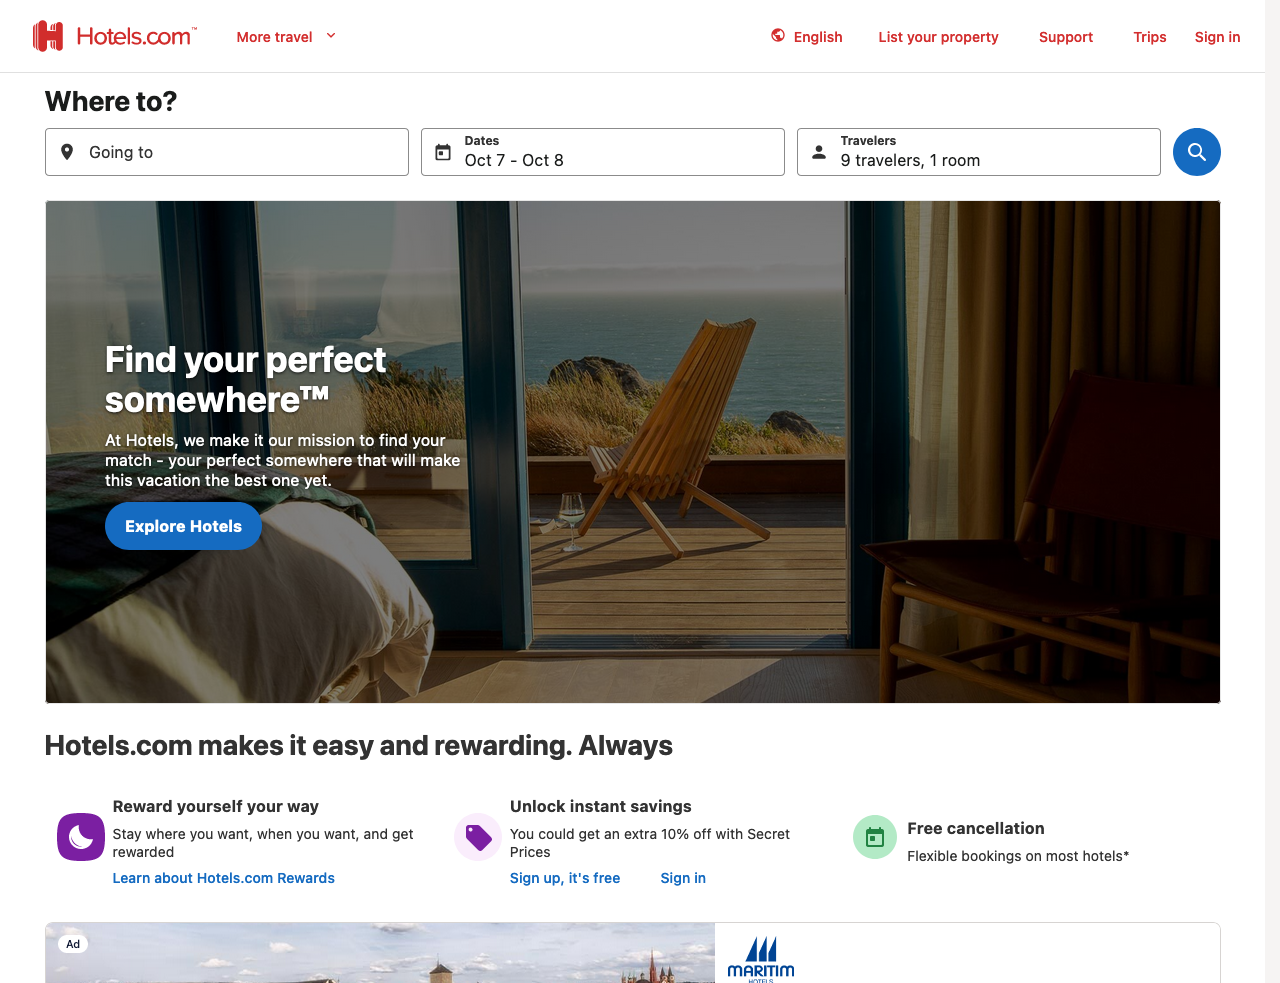 Hotels.com™
More travel
English
List your property
Support
Trips
Sign in
Where to?
Going to
Dates
Oct 7 - Oct 8
Travelers
9 travelers, 1 room
Find your perfect
somewhere™
At Hotels, we make it our mission to find your
match - your perfect somewhere that will make
this vacation the best one yet.
Explore Hotels
Hotels.com makes it easy and rewarding. Always
Reward yourself your way
Stay where you want, when you want, and get
rewarded
Learn about Hotels.com Rewards
Unlock instant savings
You could get an extra 10% off with Secret
Prices
Sign up, it's free
Sign in
Free cancellation
Flexible bookings on most hotels*
Ad
MARITIM
HOTELS